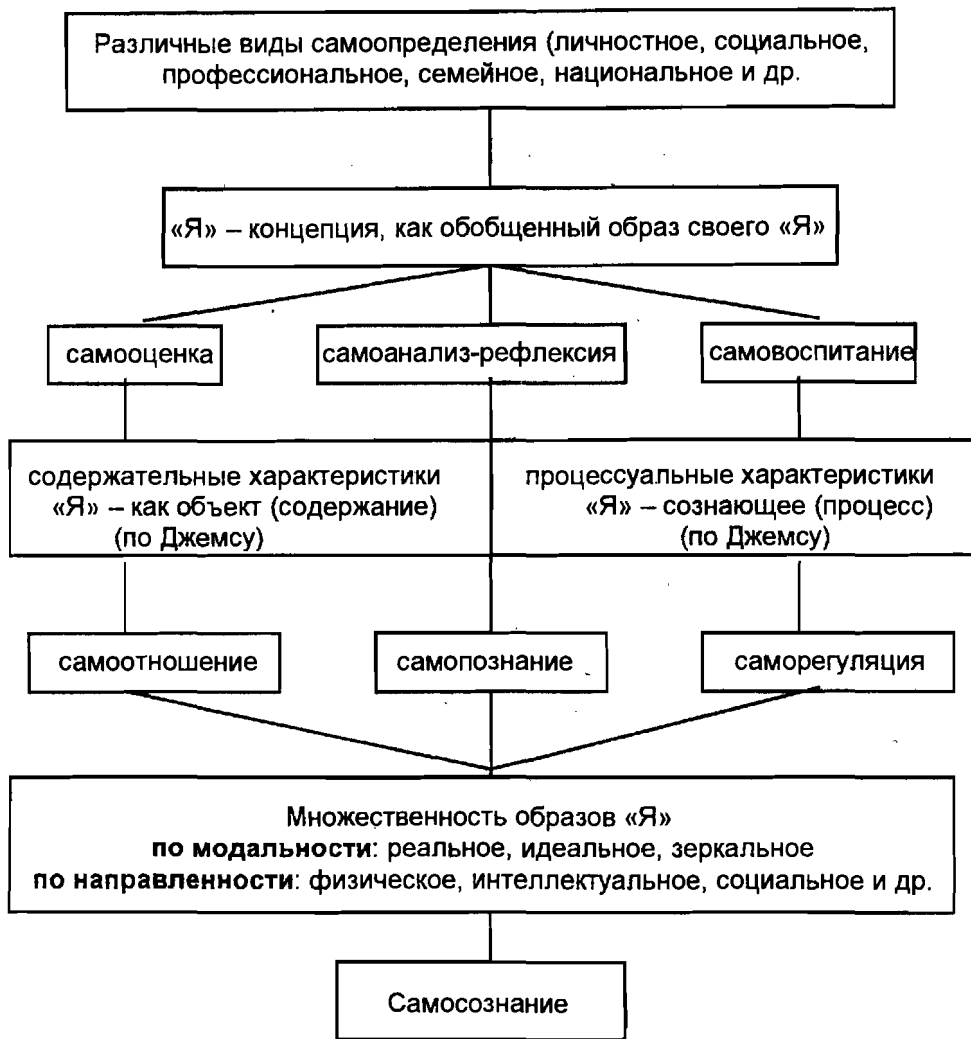 Различные виды самоопределения (личностное, социальное,
профессиональное, семейное, национальное и др.
«Я» – концепция, как обобщенный образ своего «Я»
самооценка
самоанализ-рефлексия
самовоспитание
содержательные характеристики
«Я» – как объект (содержание)
(по Джемсу)
процессуальные характеристики
«Я» – сознающее (процесс)
(по Джемсу)
самоотношение
самопознание
саморегуляция
Множественность образов «Я»
по модальности: реальное, идеальное, зеркальное
по направленности: физическое, интеллектуальное, социальное и др.
Самосознание